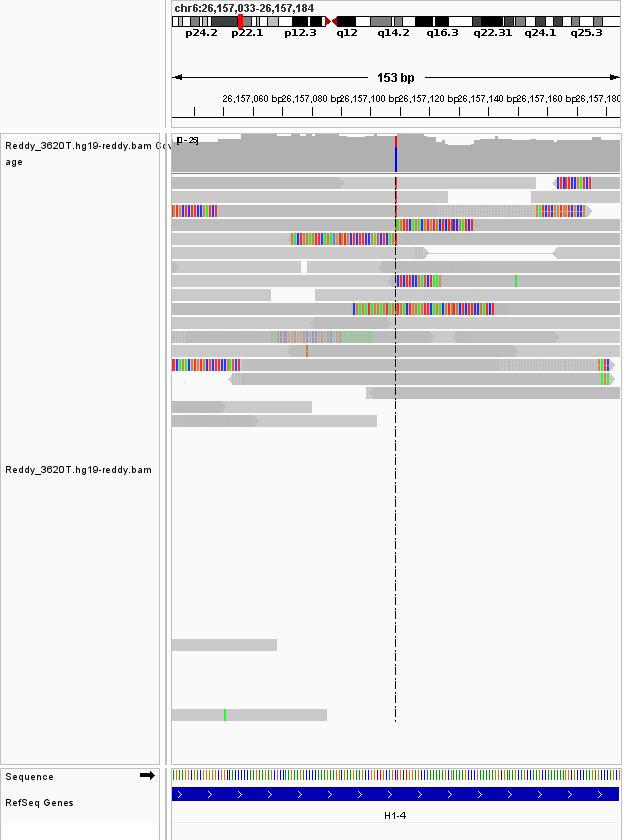 chr6:26,157,033-26,157,184
p24.2 p22.1 p12.3 q12 q14.2 q16.3 q22.31 q24.1 q25.3
153 bp
26,157,060 bp 26,157,080 bp 26,157,100 bp 26,157,120 bp 26,157,140 bp 26,157,160 bp 26,157,180
Reddy_3620T.hg19-reddy.bam Cov
age
[0-25]
Reddy_3620T.hg19-reddy.bam
Sequence
RefSeq Genes
H1-4